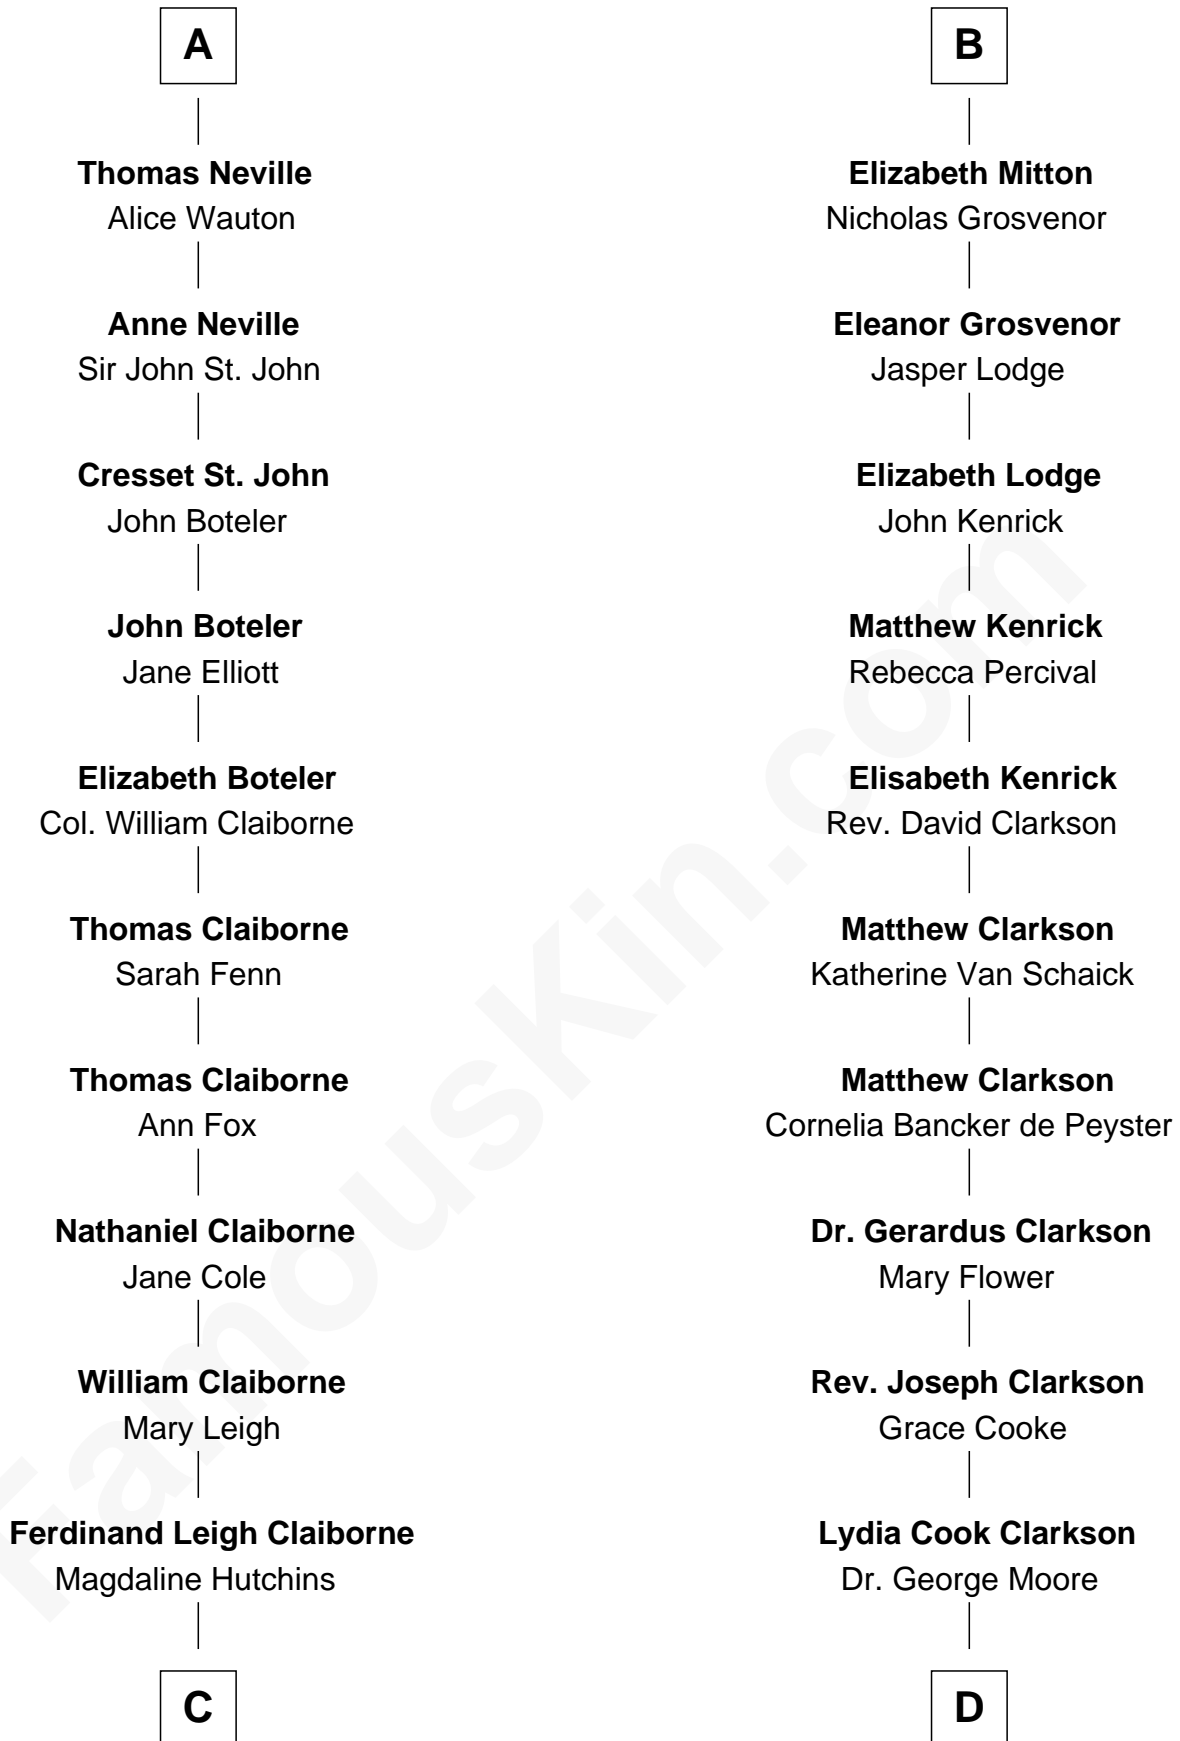 A
Thomas Neville
Alice Wauton
Anne Neville
Sir John St. John
Cresset St. John
John Boteler
John Boteler
Jane Elliott
Elizabeth Boteler
Col. William Claiborne
Thomas Claiborne
Sarah Fenn
Thomas Claiborne
Ann Fox
Nathaniel Claiborne
Jane Cole
William Claiborne
Mary Leigh
Ferdinand Leigh Claiborne
Magdaline Hutchins
C
B
Elizabeth Mitton
Nicholas Grosvenor
Eleanor Grosvenor
Jasper Lodge
Elizabeth Lodge
John Kenrick
Matthew Kenrick
Rebecca Percival
Elisabeth Kenrick
Rev. David Clarkson
Matthew Clarkson
Katherine Van Schaick
Matthew Clarkson
Cornelia Bancker de Peyster
Dr. Gerardus Clarkson
Mary Flower
Rev. Joseph Clarkson
Grace Cooke
Lydia Cook Clarkson
Dr. George Moore
D
FamousKin.com